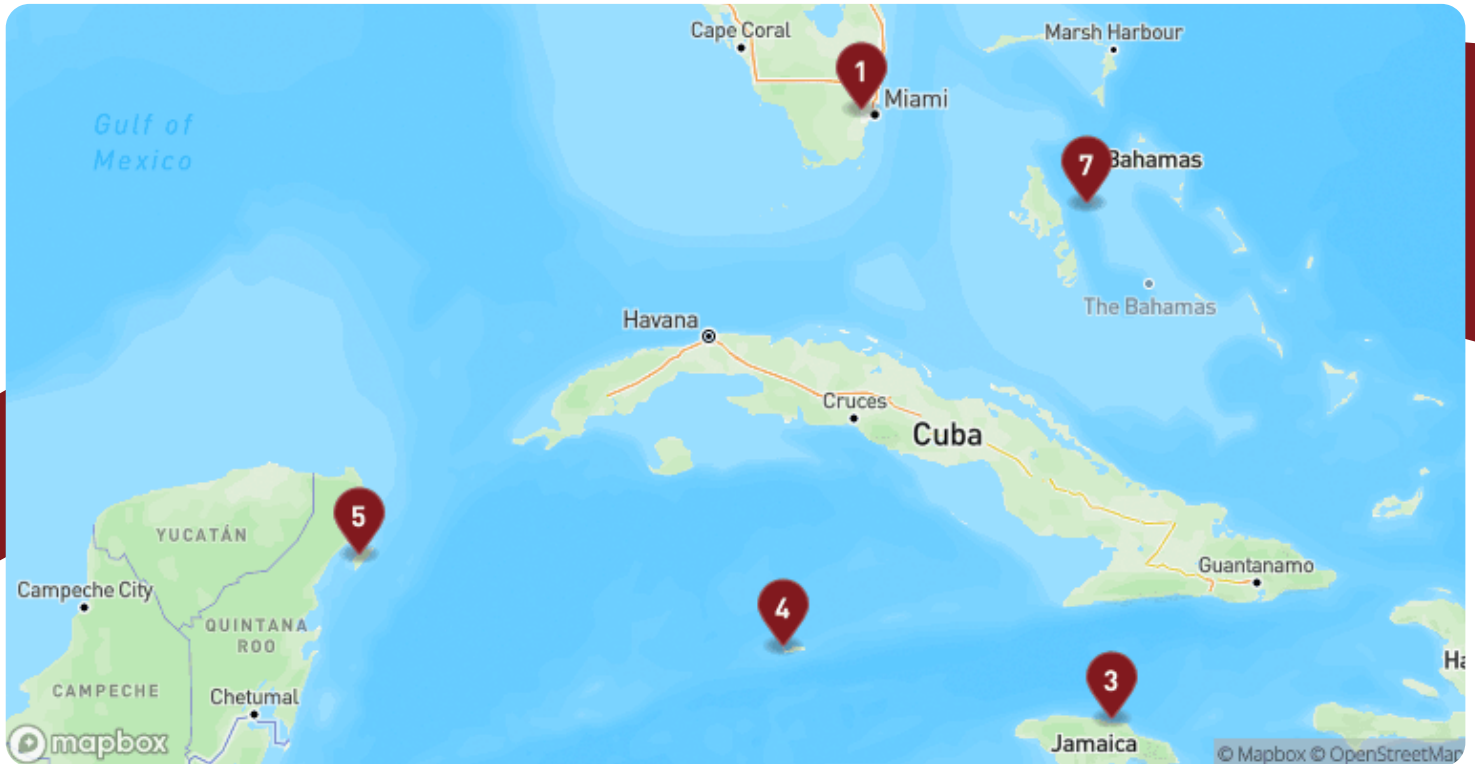 Cape Coral
Marsh Harbour
1
Miami
Gulf of
Mexico
7
Bahamas
The Bahamas
Havana
Cruces
Cuba
5
YUCATÁN
Campeche City
Guantanamo
4
QUINTANA
ROO
Ha
3
CAMPECHE
Chetumal
mapbox
Jamaica
© Mapbox © OpenStreetMap